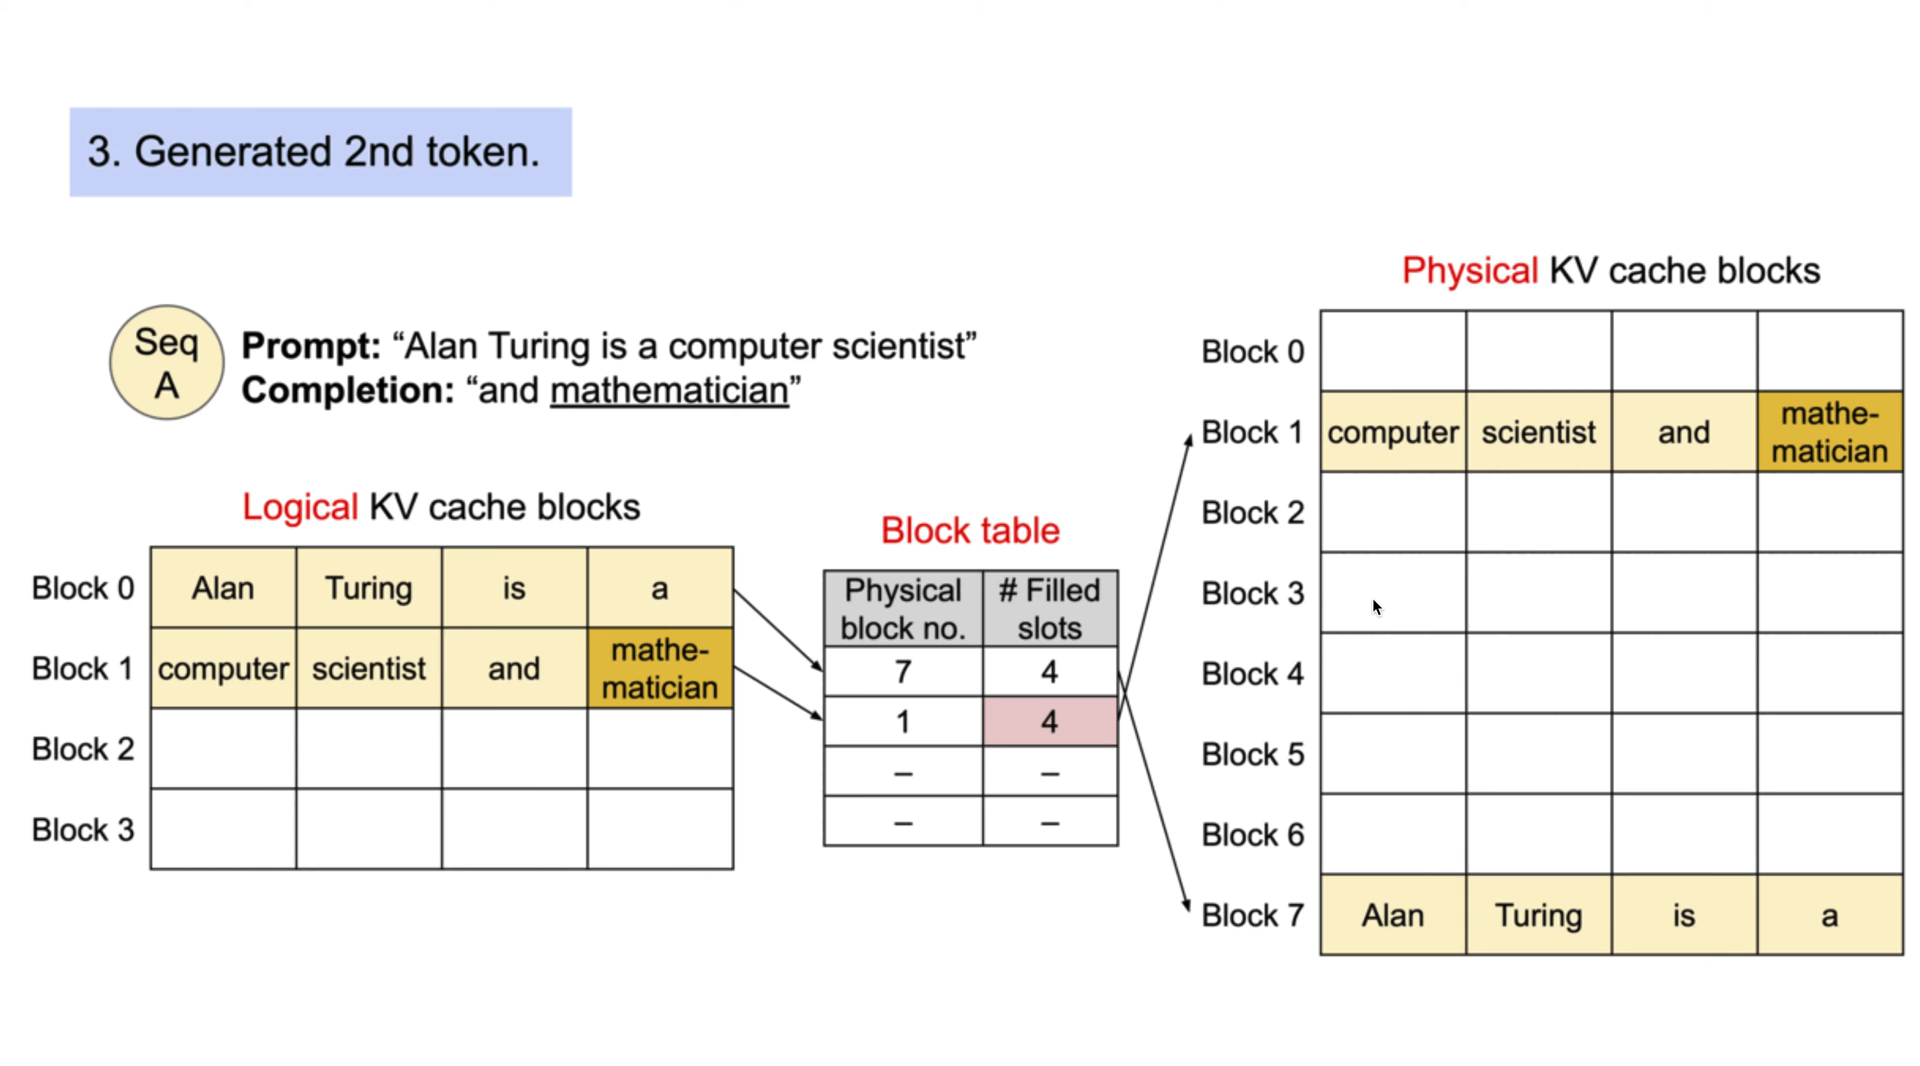 3. Generated 2nd token.
Seq
A
Prompt: “Alan Turing is a computer scientist”
Completion: “and mathematician”
Logical KV cache blocks
Block 0 Alan Turing is a
Block 1 computer scientist and mathe-
matician
Block 2
Block 3
Block table
Physical # Filled
block no. slots
7 4
1 4
– –
– –
Physical KV cache blocks
Block 0
Block 1 computer scientist and mathe-
matician
Block 2
Block 3
Block 4
Block 5
Block 6
Block 7 Alan Turing is a